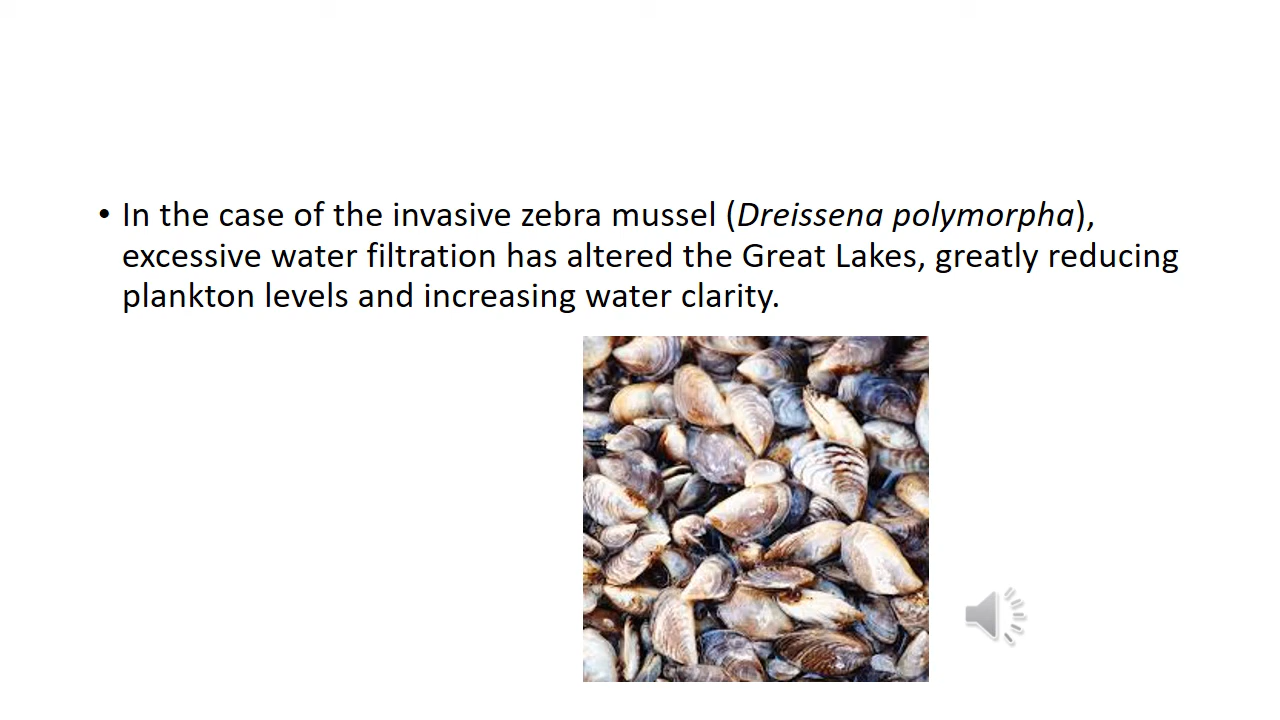 • In the case of the invasive zebra mussel (Dreissena polymorpha),
excessive water filtration has altered the Great Lakes, greatly reducing
plankton levels and increasing water clarity.